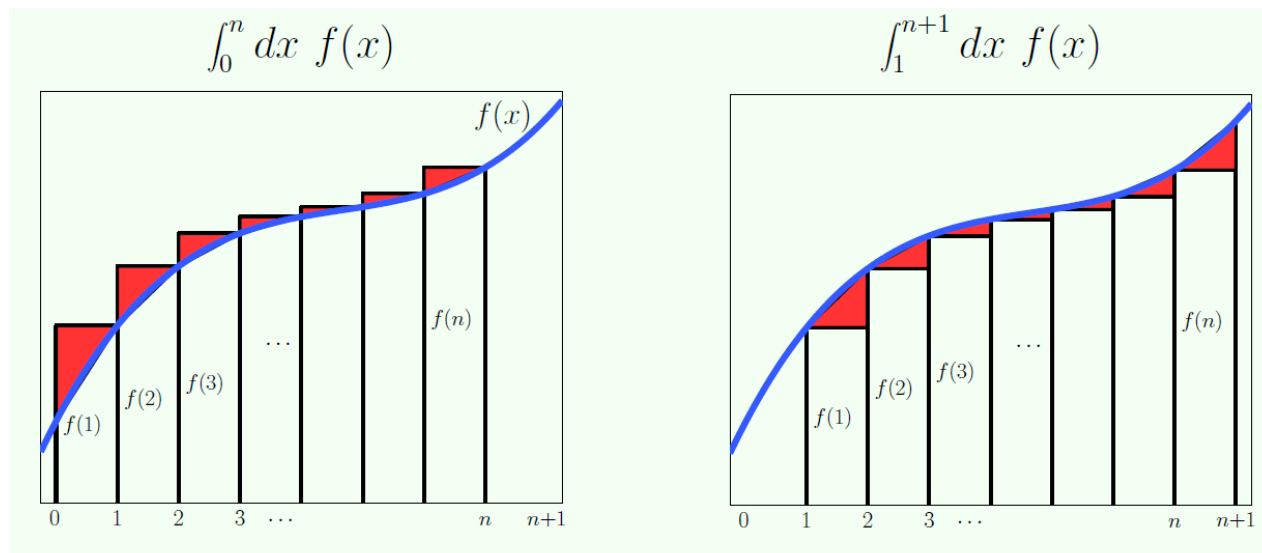 ∫₀ⁿ dx f(x)
f(x)
f(n)
⋯
f(3)
f(2)
f(1)
0 1 2 3 ⋯ n n+1
∫₁ⁿ⁺¹ dx f(x)
f(n)
⋯
f(3)
f(2)
f(1)
0 1 2 3 ⋯ n n+1